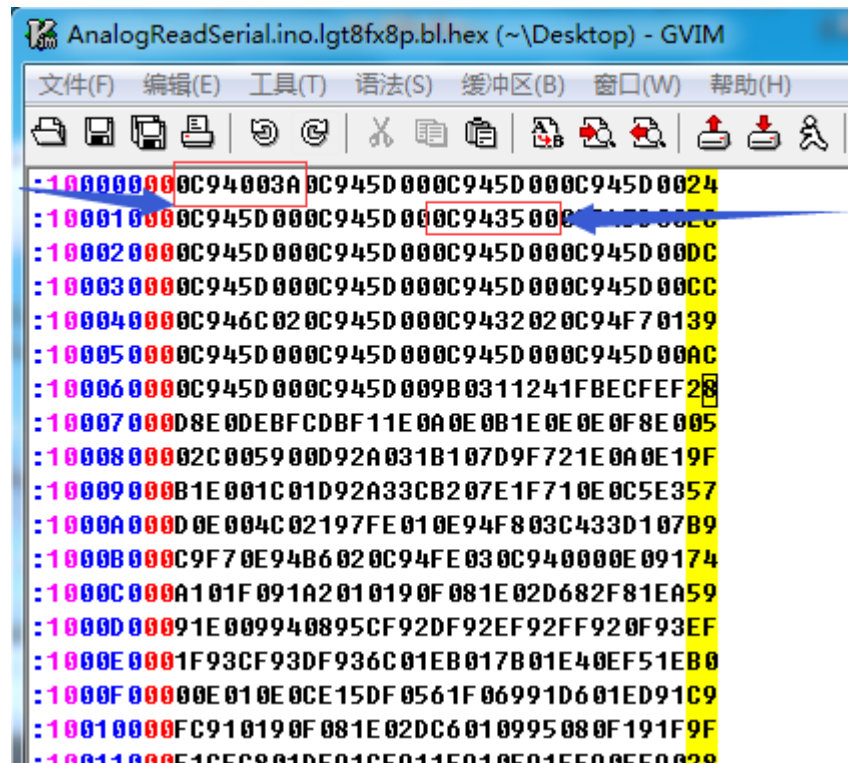 AnalogReadSerial.ino.lgt8fx8p.bl.hex (~\Desktop) - GVIM
文件(F) 编辑(E) 工具(T) 语法(S) 缓冲区(B) 窗口(W) 帮助(H)
:100000000C94003A0C945D000C945D000C945D0024
:100010000C945D000C945D000C943500
:100020000C945D000C945D000C945D000C945D00DC
:100030000C945D000C945D000C945D000C945D00CC
:100040000C946C020C945D000C9432020C94F70139
:100050000C945D000C945D000C945D000C945D00AC
:100060000C945D000C945D009B0311241FBECFEF28
:10007000D8E0DEBFCDBF11E0A0E0B1E0E0E0F8E005
:1000800002C005900D92A031B107D9F721E0A0E19F
:10009000B1E001C01D92A33CB207E1F710E0C5E357
:1000A000D0E004C02197FE010E94F803C433D107B9
:1000B000C9F70E94B6020C94FE030C940000E09174
:1000C000A101F091A2010190F081E02D682F81EA59
:1000D00091E009940895CF92DF92EF92FF920F93EF
:1000E0001F93CF93DF936C01EB017B01E40EF51EB0
:1000F00000E010E0CE15DF0561F06991D601ED91C9
:10010000FC910190F081E02DC6010995080F191F9F